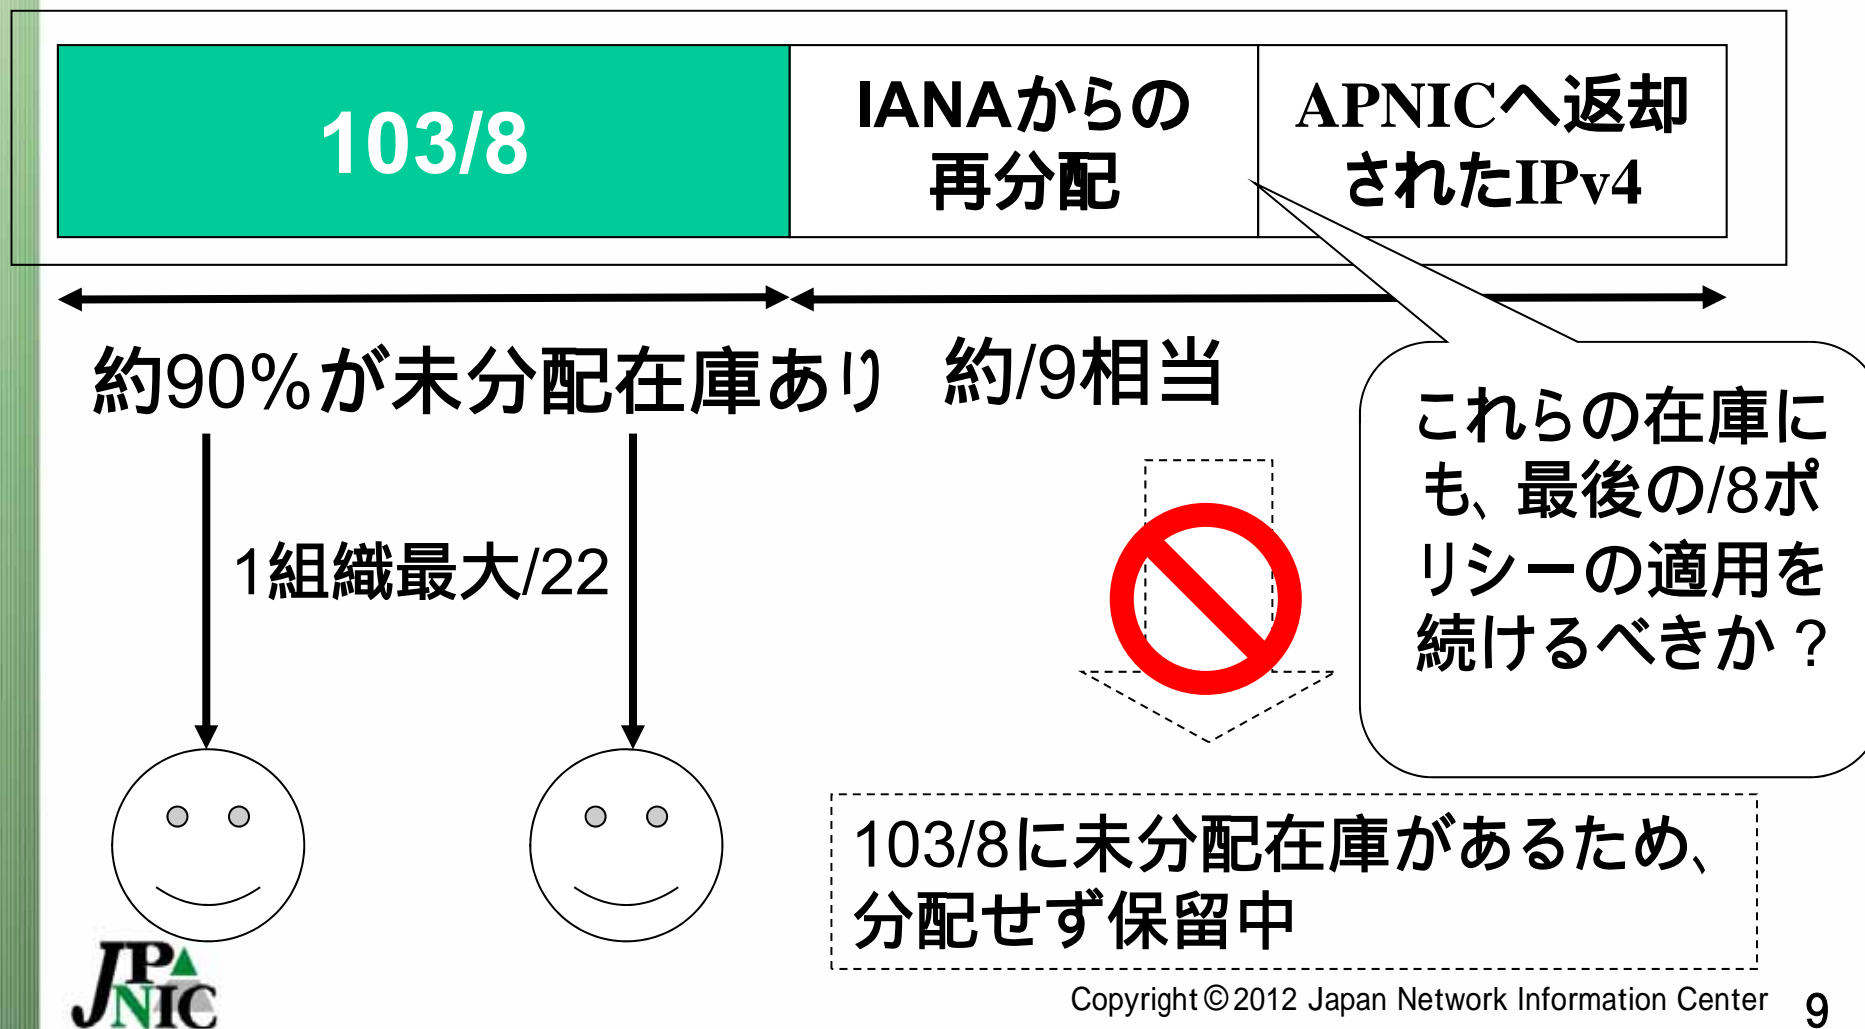 103/8
IANAからの
再分配
APNICへ返却
されたIPv4
約90%が未分配在庫あり
約/9相当
これらの在庫に
も、最後の/8ポ
リシーの適用を
続けるべきか?
1組織最大/22
103/8に未分配在庫があるため、
分配せず保留中
JP
NIC
Copyright © 2012 Japan Network Information Center
9